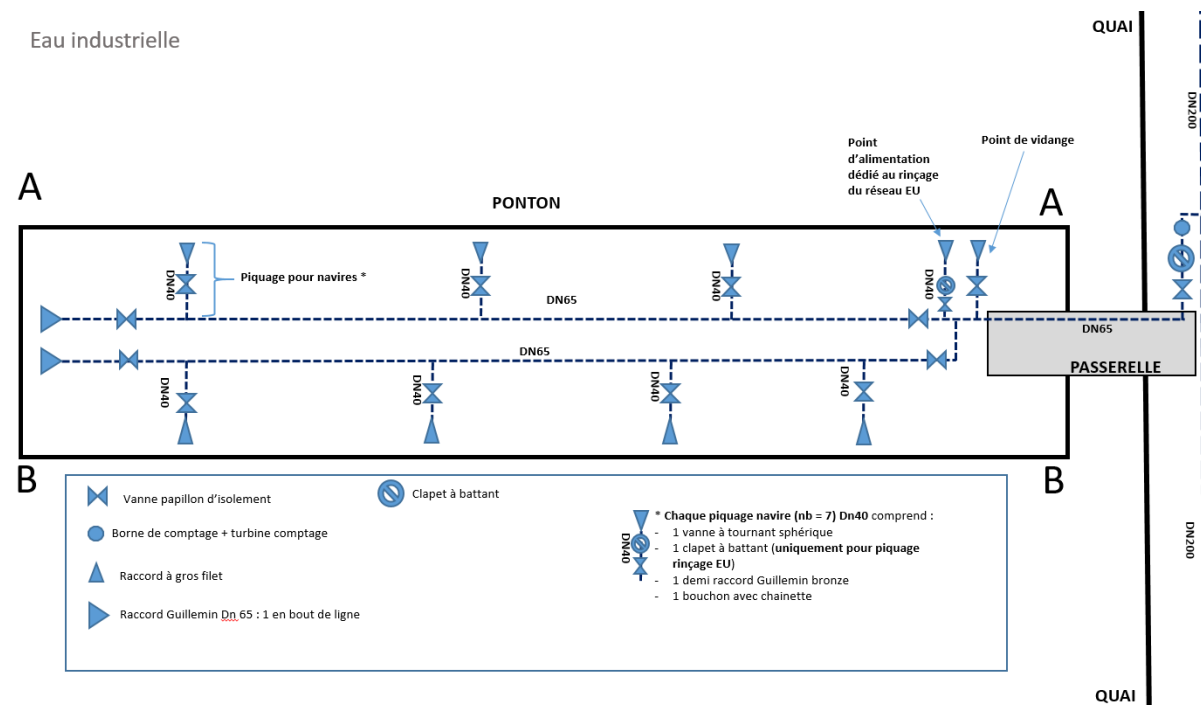 Eau industrielle
QUAI
DN200
Point
d'alimentation
dédié au rinçage
du réseau EU
Point de vidange
A
PONTON
A
DN40
Piquage pour navires *
DN40
DN40
DN40
DN65
DN65
DN65
PASSERELLE
DN40
DN40
DN40
DN40
B
B
Vanne papillon d'isolement
Clapet à battant
Borne de comptage + turbine comptage
Raccord à gros filet
Raccord Guillemin Dn 65 : 1 en bout de ligne
DN40
* Chaque piquage navire (nb = 7) Dn40 comprend :
- 1 vanne à tournant sphérique
- 1 clapet à battant (uniquement pour piquage
rinçage EU)
- 1 demi raccord Guillemin bronze
- 1 bouchon avec chainette
DN200
QUAI